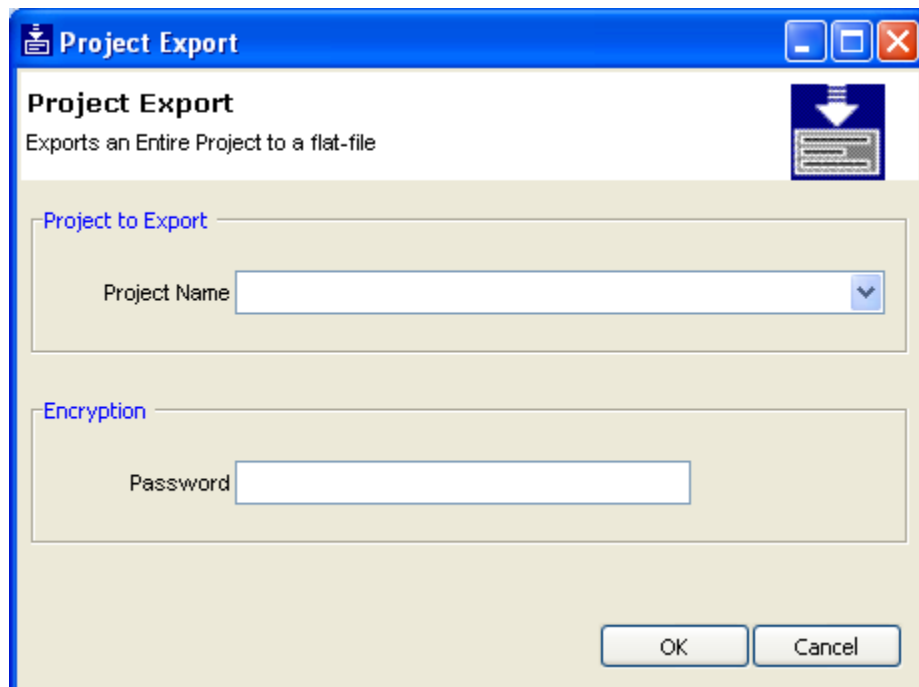 Project Export
Project Export
Exports an Entire Project to a flat-file
Project to Export
Project Name
Encryption
Password
OK Cancel